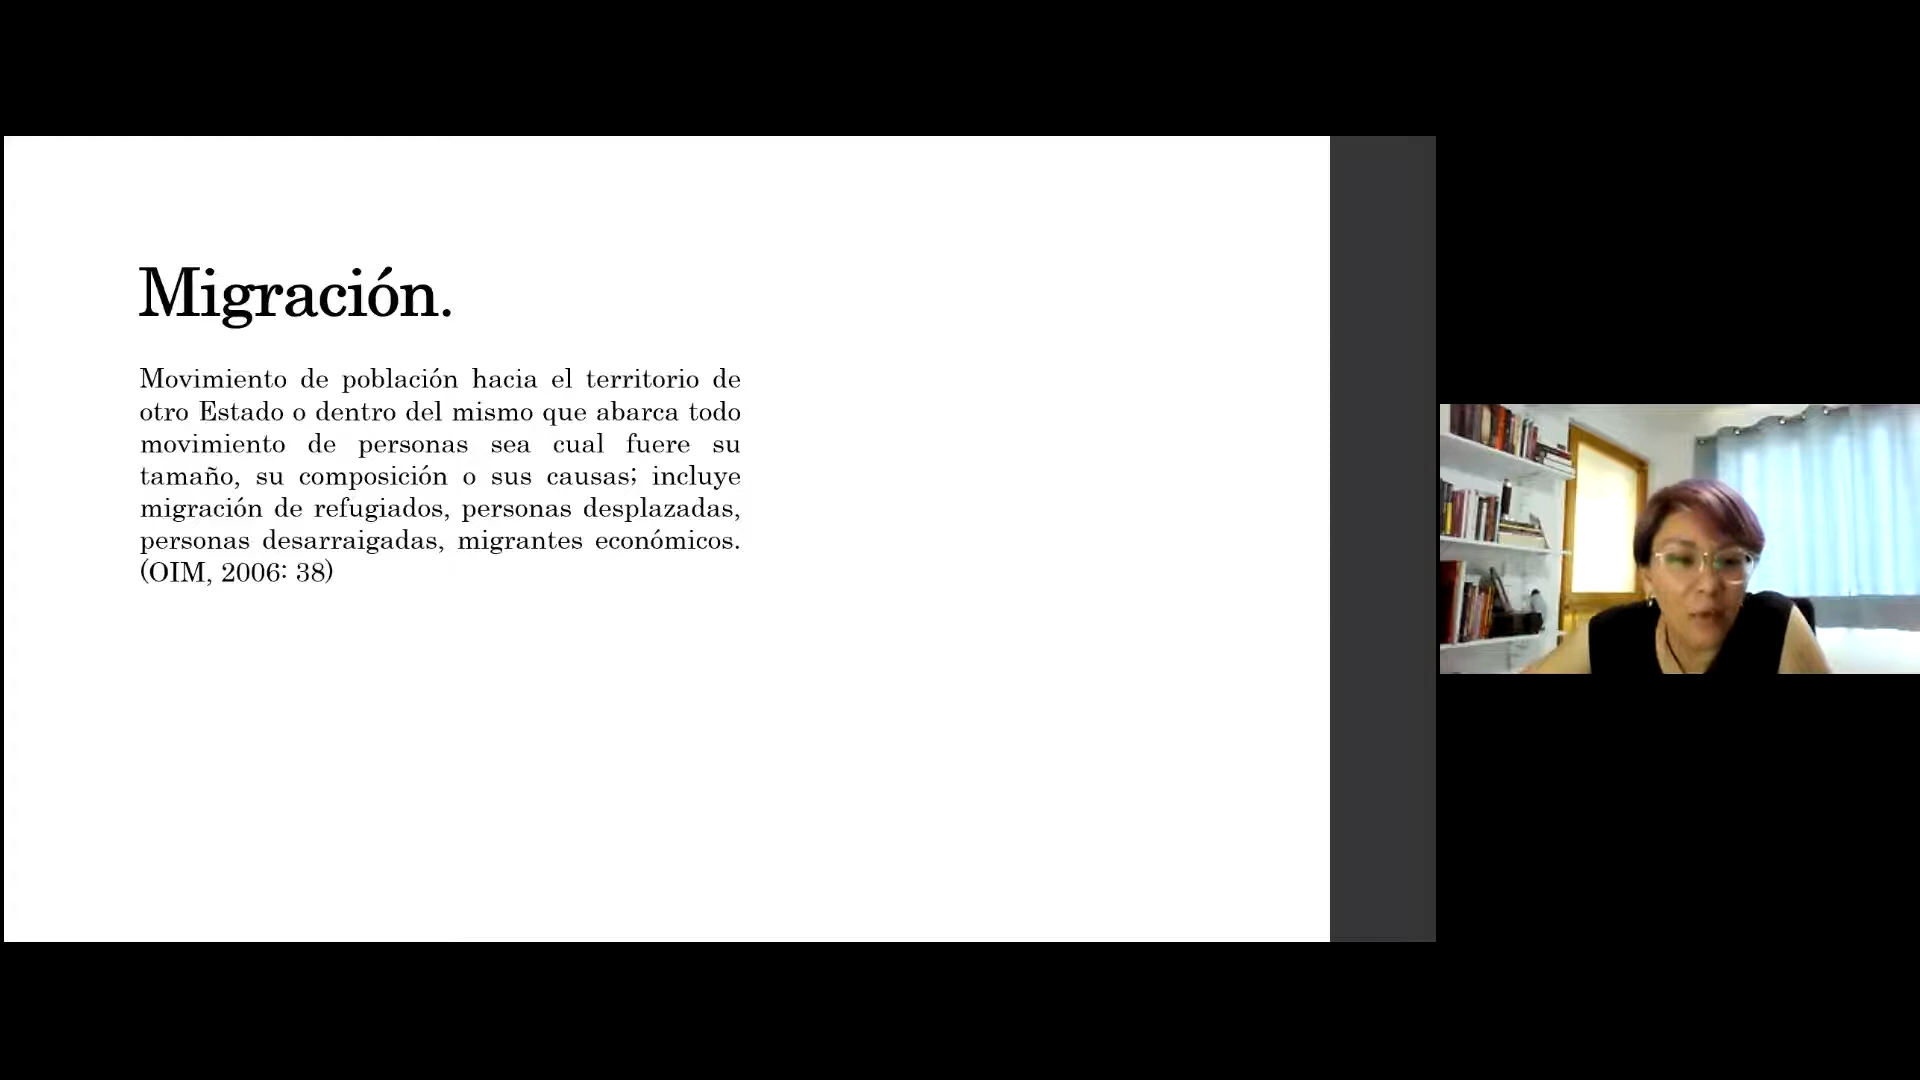 Migración.
Movimiento de población hacia el territorio de
otro Estado o dentro del mismo que abarca todo
movimiento de personas sea cual fuere su
tamaño, su composición o sus causas; incluye
migración de refugiados, personas desplazadas,
personas desarraigadas, migrantes económicos.
(OIM, 2006: 38)